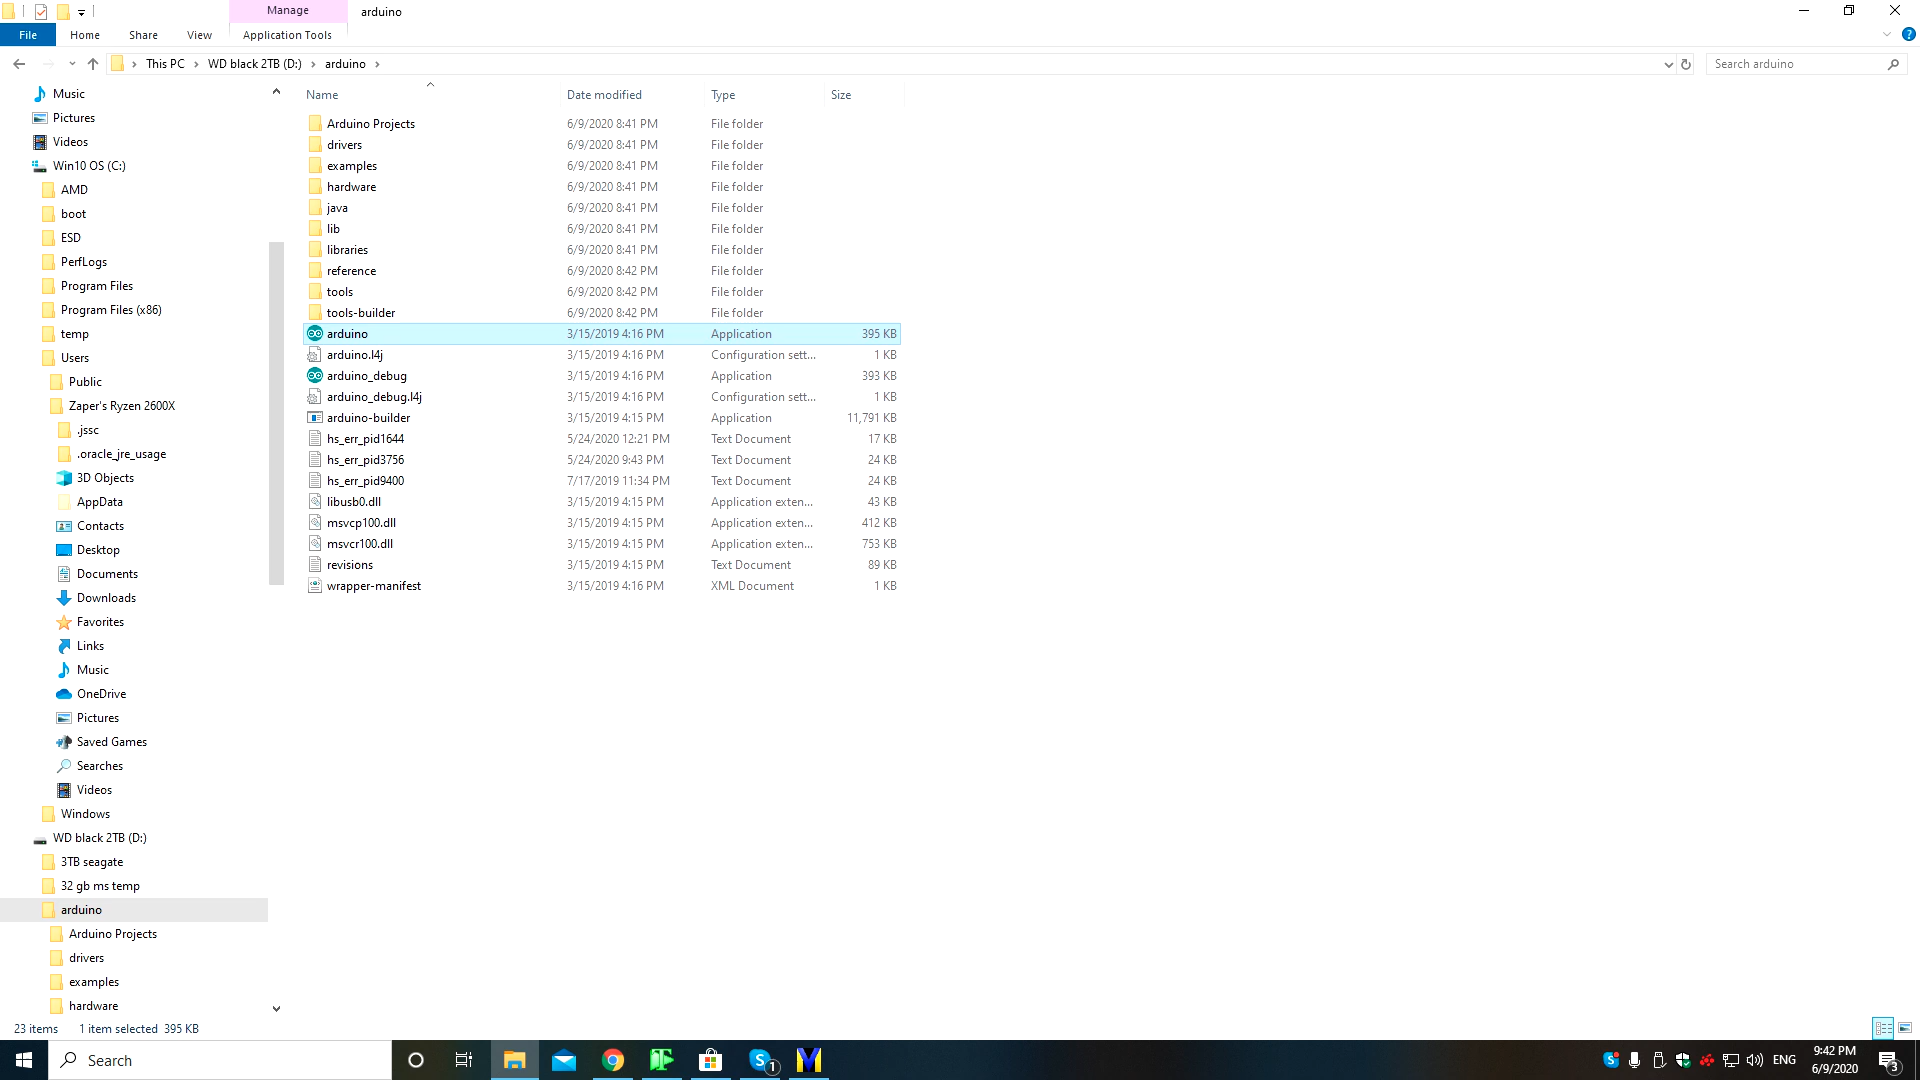 Manage
arduino
File
Home
Share
View
Application Tools
This PC
WD black 2TB (D:)
arduino
Search arduino
Music
Pictures
Videos
Win10 OS (C:)
AMD
boot
ESD
PerfLogs
Program Files
Program Files (x86)
temp
Users
Public
Zaper's Ryzen 2600X
.jssc
.oracle_jre_usage
3D Objects
AppData
Contacts
Desktop
Documents
Downloads
Favorites
Links
Music
OneDrive
Pictures
Saved Games
Searches
Videos
Windows
WD black 2TB (D:)
3TB seagate
32 gb ms temp
arduino
Arduino Projects
drivers
examples
hardware
Name Date modified Type Size
Arduino Projects 6/9/2020 8:41 PM File folder
drivers 6/9/2020 8:41 PM File folder
examples 6/9/2020 8:41 PM File folder
hardware 6/9/2020 8:41 PM File folder
java 6/9/2020 8:41 PM File folder
lib 6/9/2020 8:41 PM File folder
libraries 6/9/2020 8:41 PM File folder
reference 6/9/2020 8:42 PM File folder
tools 6/9/2020 8:42 PM File folder
tools-builder 6/9/2020 8:42 PM File folder
arduino 3/15/2019 4:16 PM Application 395 KB
arduino.l4j 3/15/2019 4:16 PM Configuration sett... 1 KB
arduino_debug 3/15/2019 4:16 PM Application 393 KB
arduino_debug.l4j 3/15/2019 4:16 PM Configuration sett... 1 KB
arduino-builder 3/15/2019 4:15 PM Application 11,791 KB
hs_err_pid1644 5/24/2020 12:21 PM Text Document 17 KB
hs_err_pid3756 5/24/2020 9:43 PM Text Document 24 KB
hs_err_pid9400 7/17/2019 11:34 PM Text Document 24 KB
libusb0.dll 3/15/2019 4:15 PM Application exten... 43 KB
msvcp100.dll 3/15/2019 4:15 PM Application exten... 412 KB
msvcr100.dll 3/15/2019 4:15 PM Application exten... 753 KB
revisions 3/15/2019 4:15 PM Text Document 89 KB
wrapper-manifest 3/15/2019 4:16 PM XML Document 1 KB
23 items 1 item selected 395 KB
Search
1
ENG
9:42 PM
6/9/2020
3